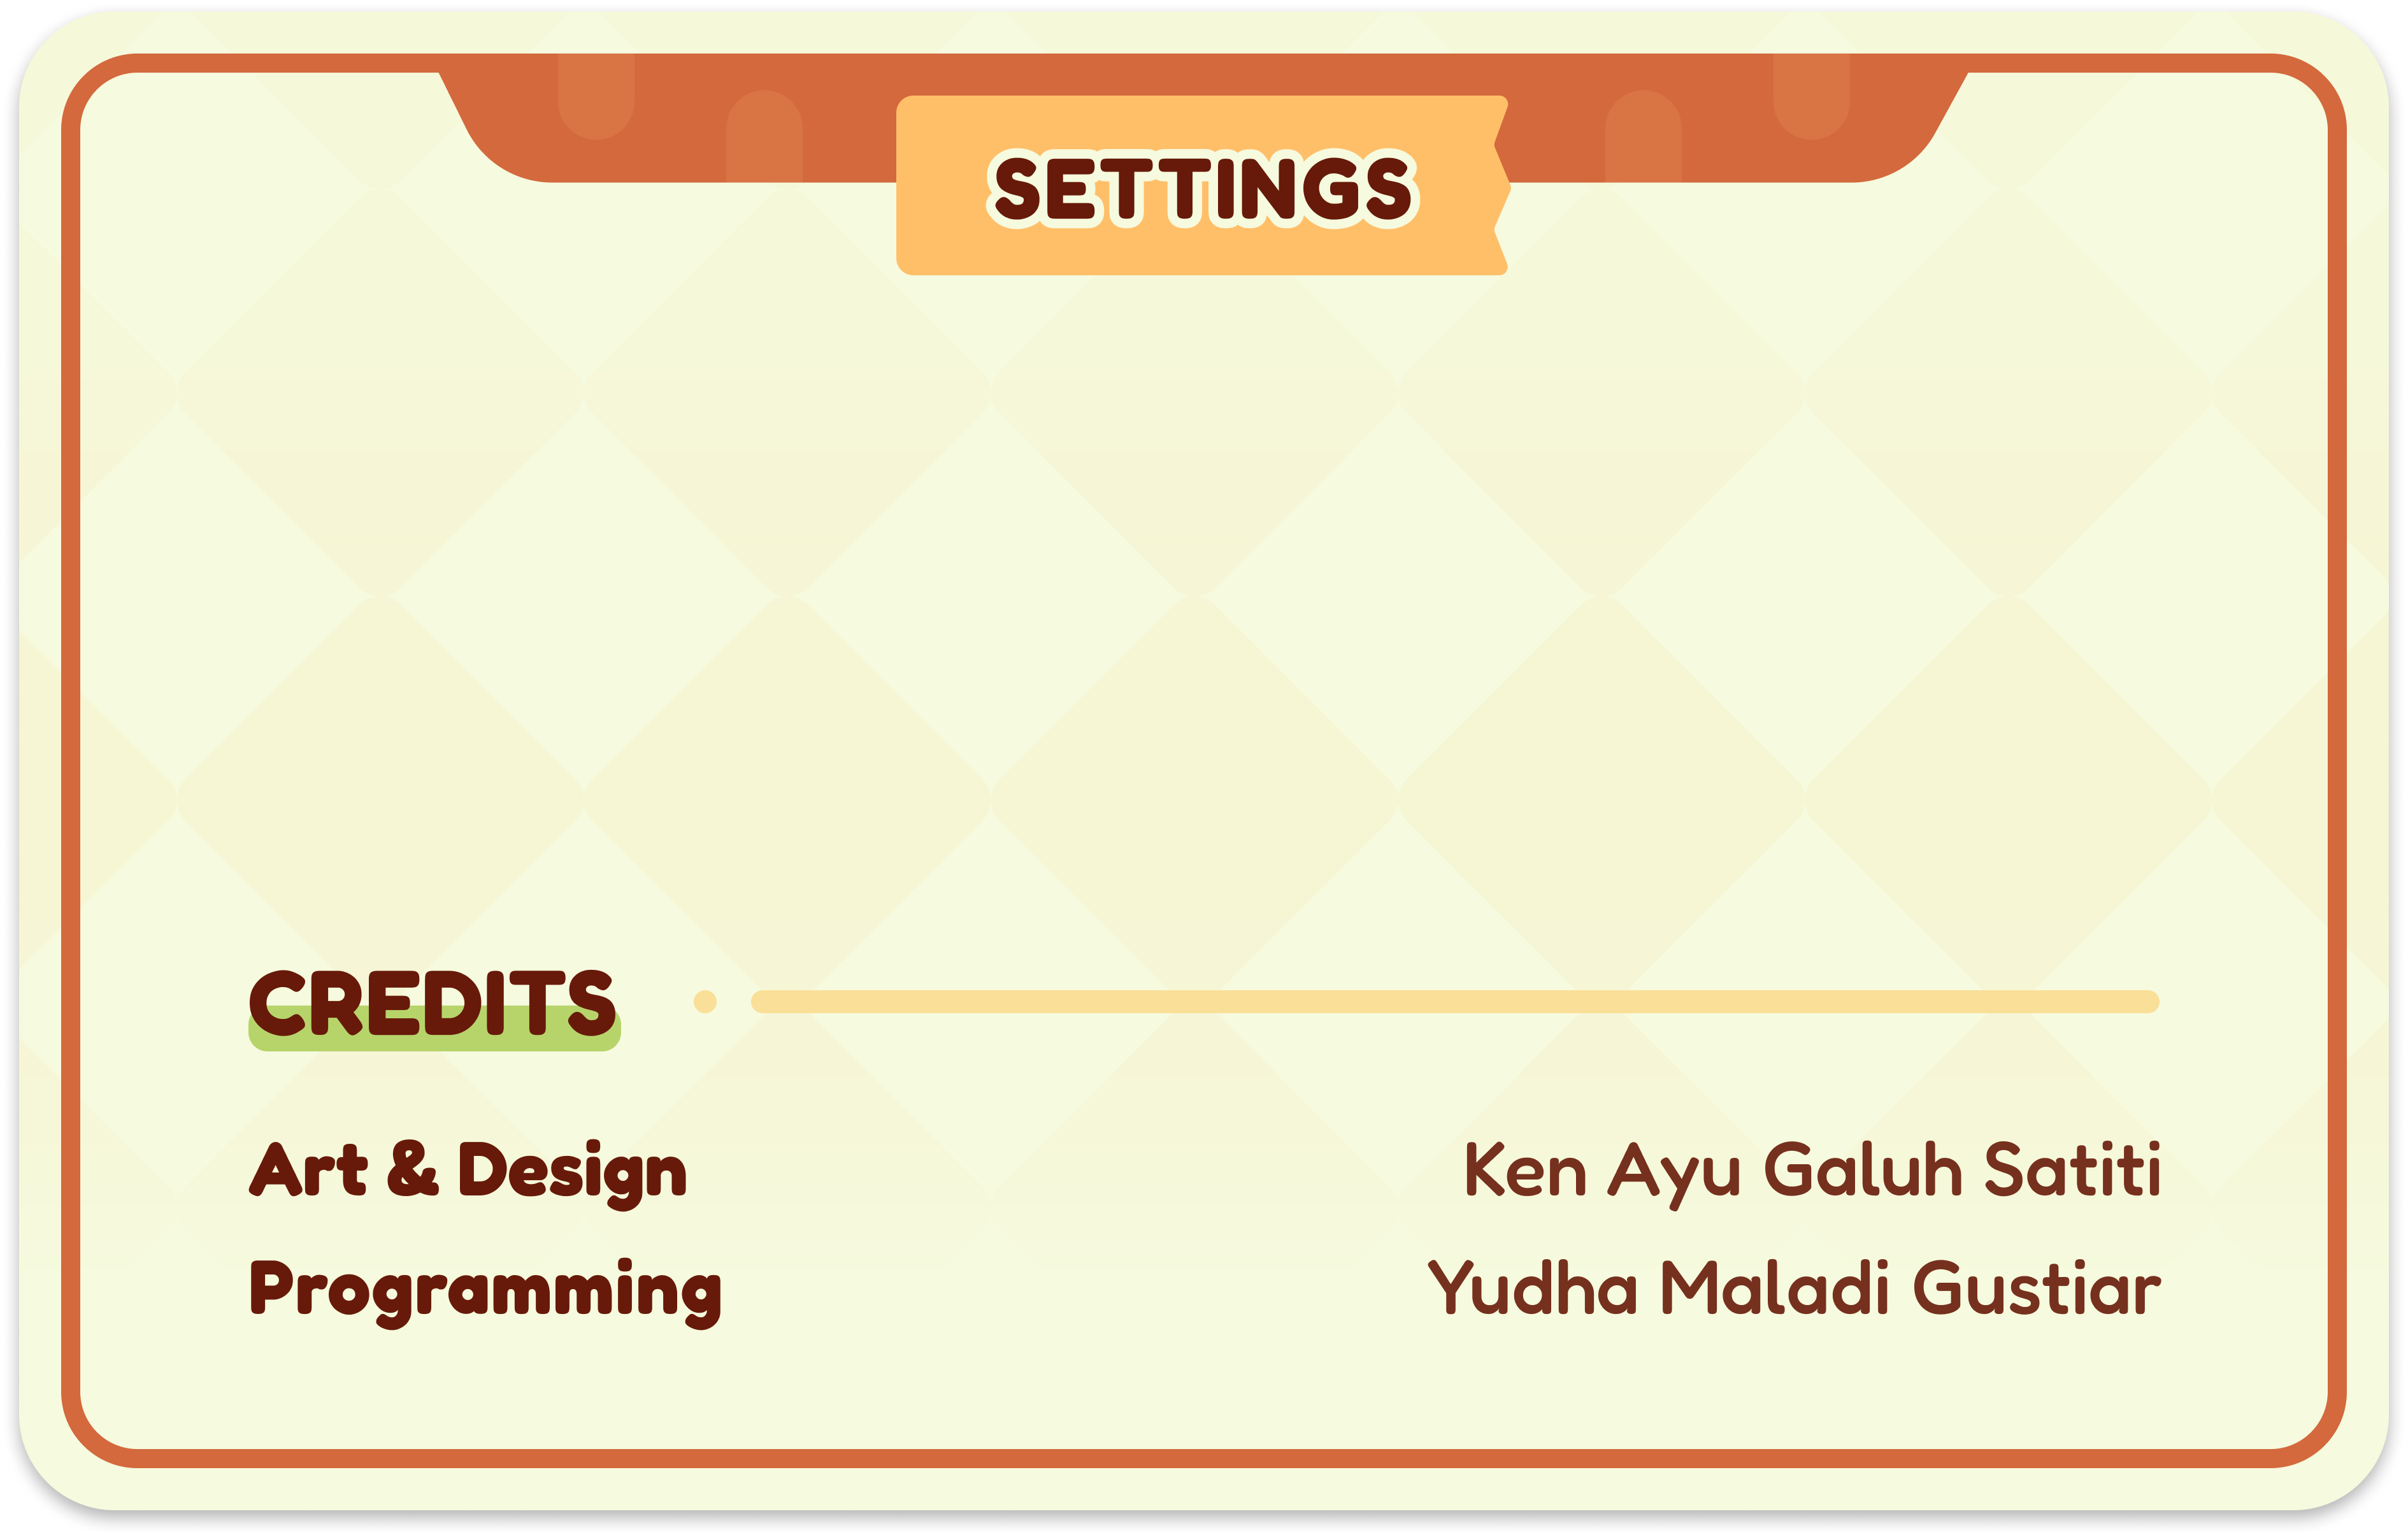 SETTINGS
CREDITS
Art & Design Ken Ayu Galuh Satiti
Programming Yudha Maladi Gustiar